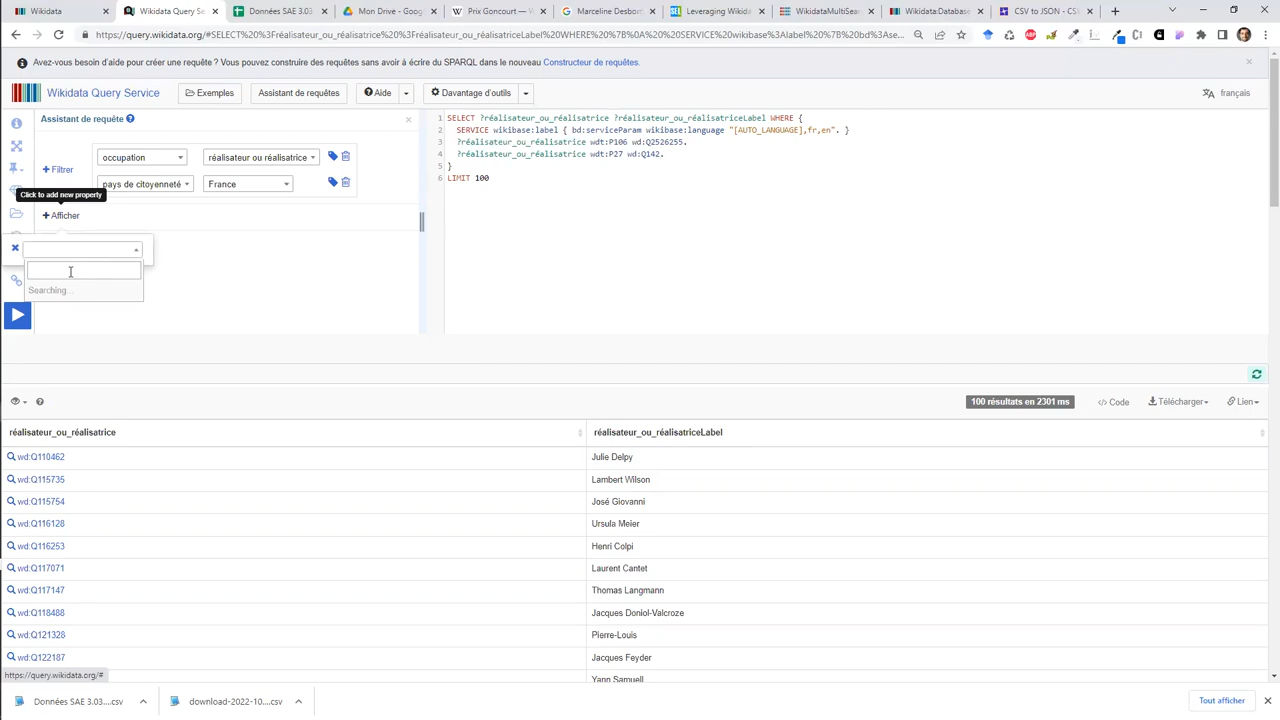 Wikidata
Wikidata Query Se
Données SAE 3.03
Mon Drive - Googl
Prix Goncourt — W
Marceline Desbord
Leveraging Wikida
WikidataMultiSear
Wikidata:Databas
CSV to JSON - CS
https://query.wikidata.org/#SELECT%20%3Fréalisateur_ou_réalisatrice%20%3Fréalisateur_ou_réalisatriceLabel%20WHERE%20%7B%0A%20%20SERVICE%20wikibase%3Alabel%20%7B%20bd%3Ase...
Avez-vous besoin d'aide pour créer une requête ? Vous pouvez construire des requêtes sans avoir à écrire du SPARQL dans le nouveau Constructeur de requêtes.
Wikidata Query Service
Exemples
Assistant de requêtes
Aide
Davantage d'outils
français
Assistant de requête
occupation
réalisateur ou réalisatrice
+ Filtrer
pays de citoyenneté
France
Click to add new property
+ Afficher
Searching...
1 SELECT ?réalisateur_ou_réalisatrice ?réalisateur_ou_réalisatriceLabel WHERE {
2 SERVICE wikibase:label { bd:serviceParam wikibase:language "[AUTO_LANGUAGE],fr,en". }
3 ?réalisateur_ou_réalisatrice wdt:P106 wd:Q2526255.
4 ?réalisateur_ou_réalisatrice wdt:P27 wd:Q142.
5 }
6 LIMIT 100
100 résultats en 2301 ms
</> Code
Télécharger
Lien
réalisateur_ou_réalisatrice
réalisateur_ou_réalisatriceLabel
wd:Q110462 Julie Delpy
wd:Q115735 Lambert Wilson
wd:Q115754 José Giovanni
wd:Q116128 Ursula Meier
wd:Q116253 Henri Colpi
wd:Q117071 Laurent Cantet
wd:Q117147 Thomas Langmann
wd:Q118488 Jacques Doniol-Valcroze
wd:Q121328 Pierre-Louis
wd:Q122187 Jacques Feyder
Yann Samuell
https://query.wikidata.org/#
Données SAE 3.03....csv
download-2022-10....csv
Tout afficher